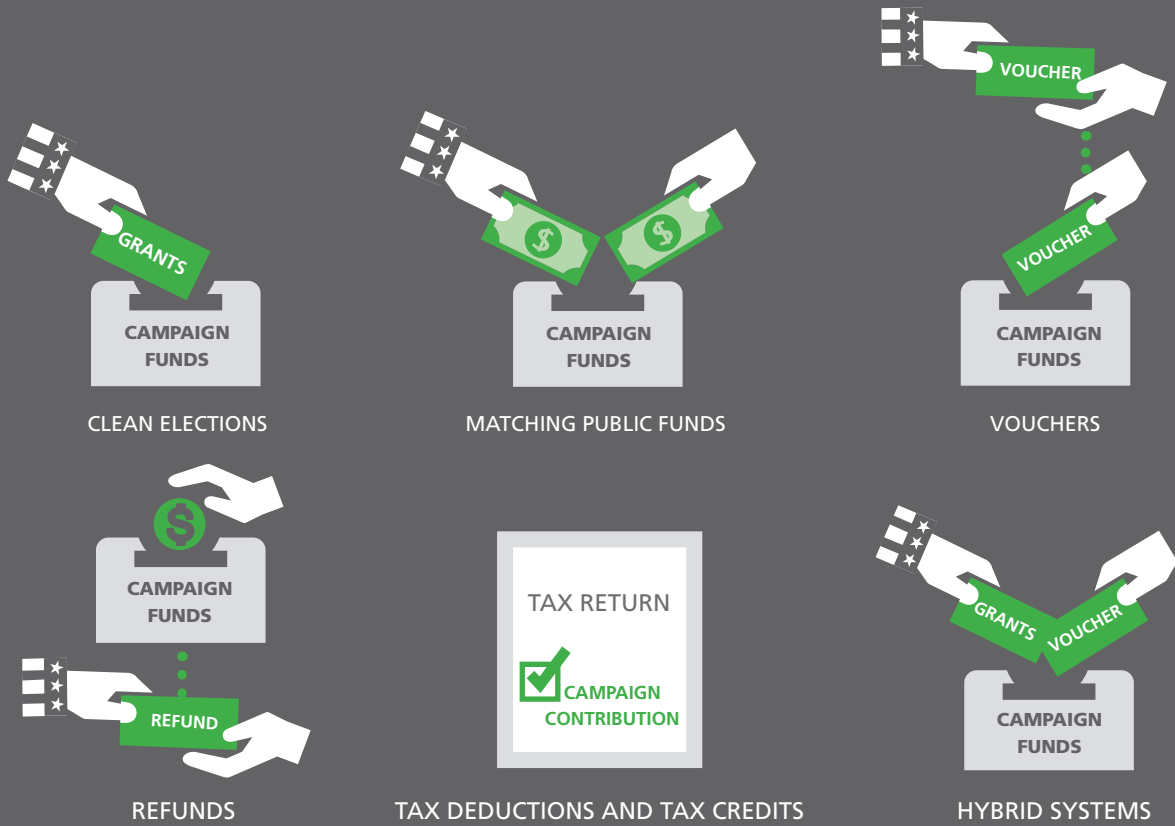 GRANTS
CAMPAIGN
FUNDS
CLEAN ELECTIONS
$
$
CAMPAIGN
FUNDS
MATCHING PUBLIC FUNDS
VOUCHER
VOUCHER
CAMPAIGN
FUNDS
VOUCHERS
$
CAMPAIGN
FUNDS
REFUND
REFUNDS
TAX RETURN
CAMPAIGN
CONTRIBUTION
TAX DEDUCTIONS AND TAX CREDITS
GRANTS
VOUCHER
CAMPAIGN
FUNDS
HYBRID SYSTEMS